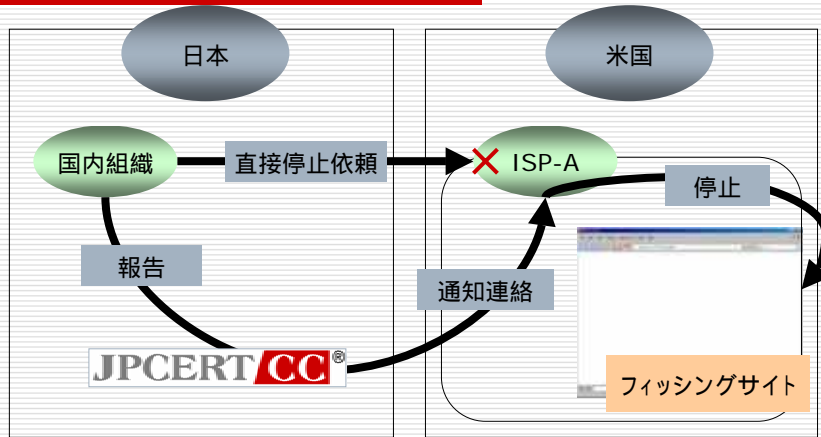 日本
米国
国内組織
直接停止依頼
ISP-A
停止
報告
通知連絡
JPCERT CC®
フィッシングサイト